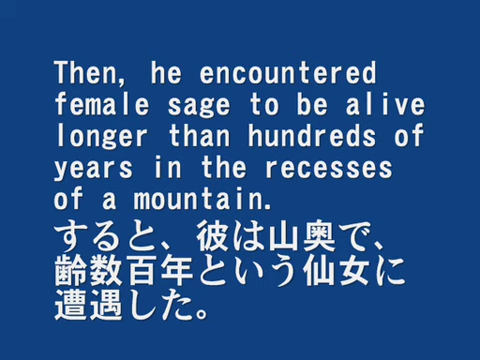 Then, he encountered
female sage to be alive
longer than hundreds of
years in the recesses
of a mountain.
すると、彼は山奥で、
齢数百年という仙女に
遭遇した。